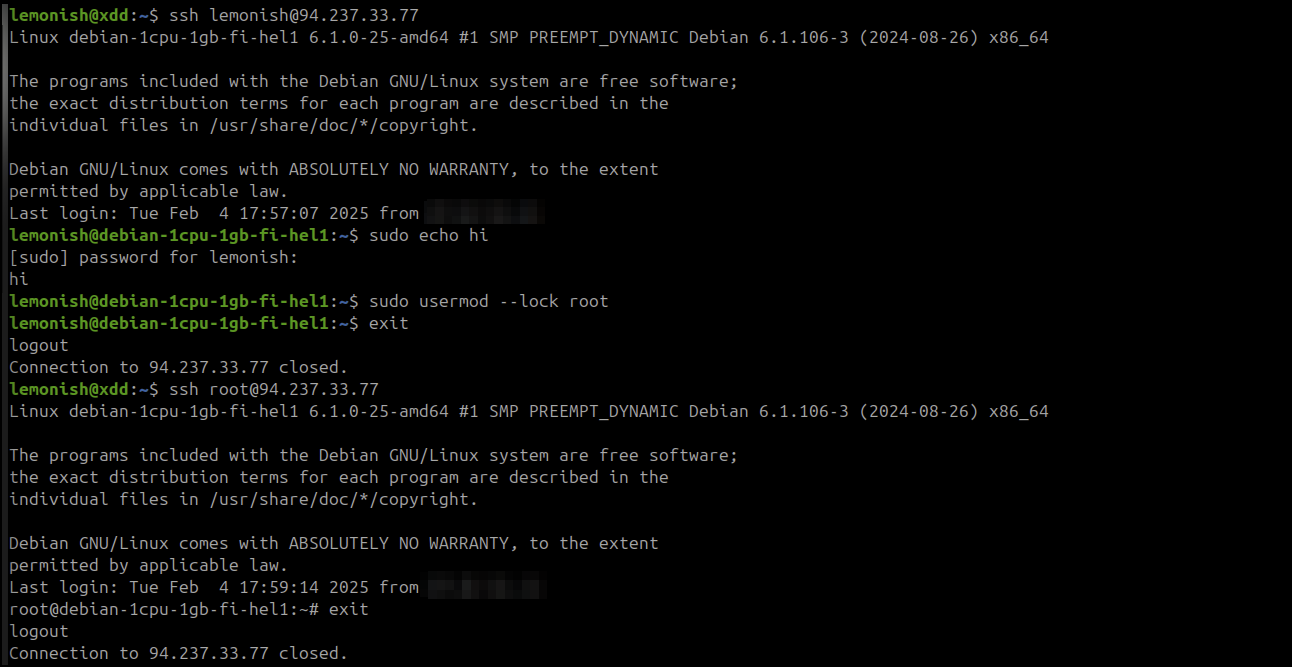 lemonish@xdd:~$ ssh lemonish@94.237.33.77
Linux debian-1cpu-1gb-fi-hel1 6.1.0-25-amd64 #1 SMP PREEMPT_DYNAMIC Debian 6.1.106-3 (2024-08-26) x86_64
The programs included with the Debian GNU/Linux system are free software;
the exact distribution terms for each program are described in the
individual files in /usr/share/doc/*/copyright.
Debian GNU/Linux comes with ABSOLUTELY NO WARRANTY, to the extent
permitted by applicable law.
Last login: Tue Feb  4 17:57:07 2025 from
lemonish@debian-1cpu-1gb-fi-hel1:~$ sudo echo hi
[sudo] password for lemonish:
hi
lemonish@debian-1cpu-1gb-fi-hel1:~$ sudo usermod --lock root
lemonish@debian-1cpu-1gb-fi-hel1:~$ exit
logout
Connection to 94.237.33.77 closed.
lemonish@xdd:~$ ssh root@94.237.33.77
Linux debian-1cpu-1gb-fi-hel1 6.1.0-25-amd64 #1 SMP PREEMPT_DYNAMIC Debian 6.1.106-3 (2024-08-26) x86_64
The programs included with the Debian GNU/Linux system are free software;
the exact distribution terms for each program are described in the
individual files in /usr/share/doc/*/copyright.
Debian GNU/Linux comes with ABSOLUTELY NO WARRANTY, to the extent
permitted by applicable law.
Last login: Tue Feb  4 17:59:14 2025 from
root@debian-1cpu-1gb-fi-hel1:~# exit
logout
Connection to 94.237.33.77 closed.